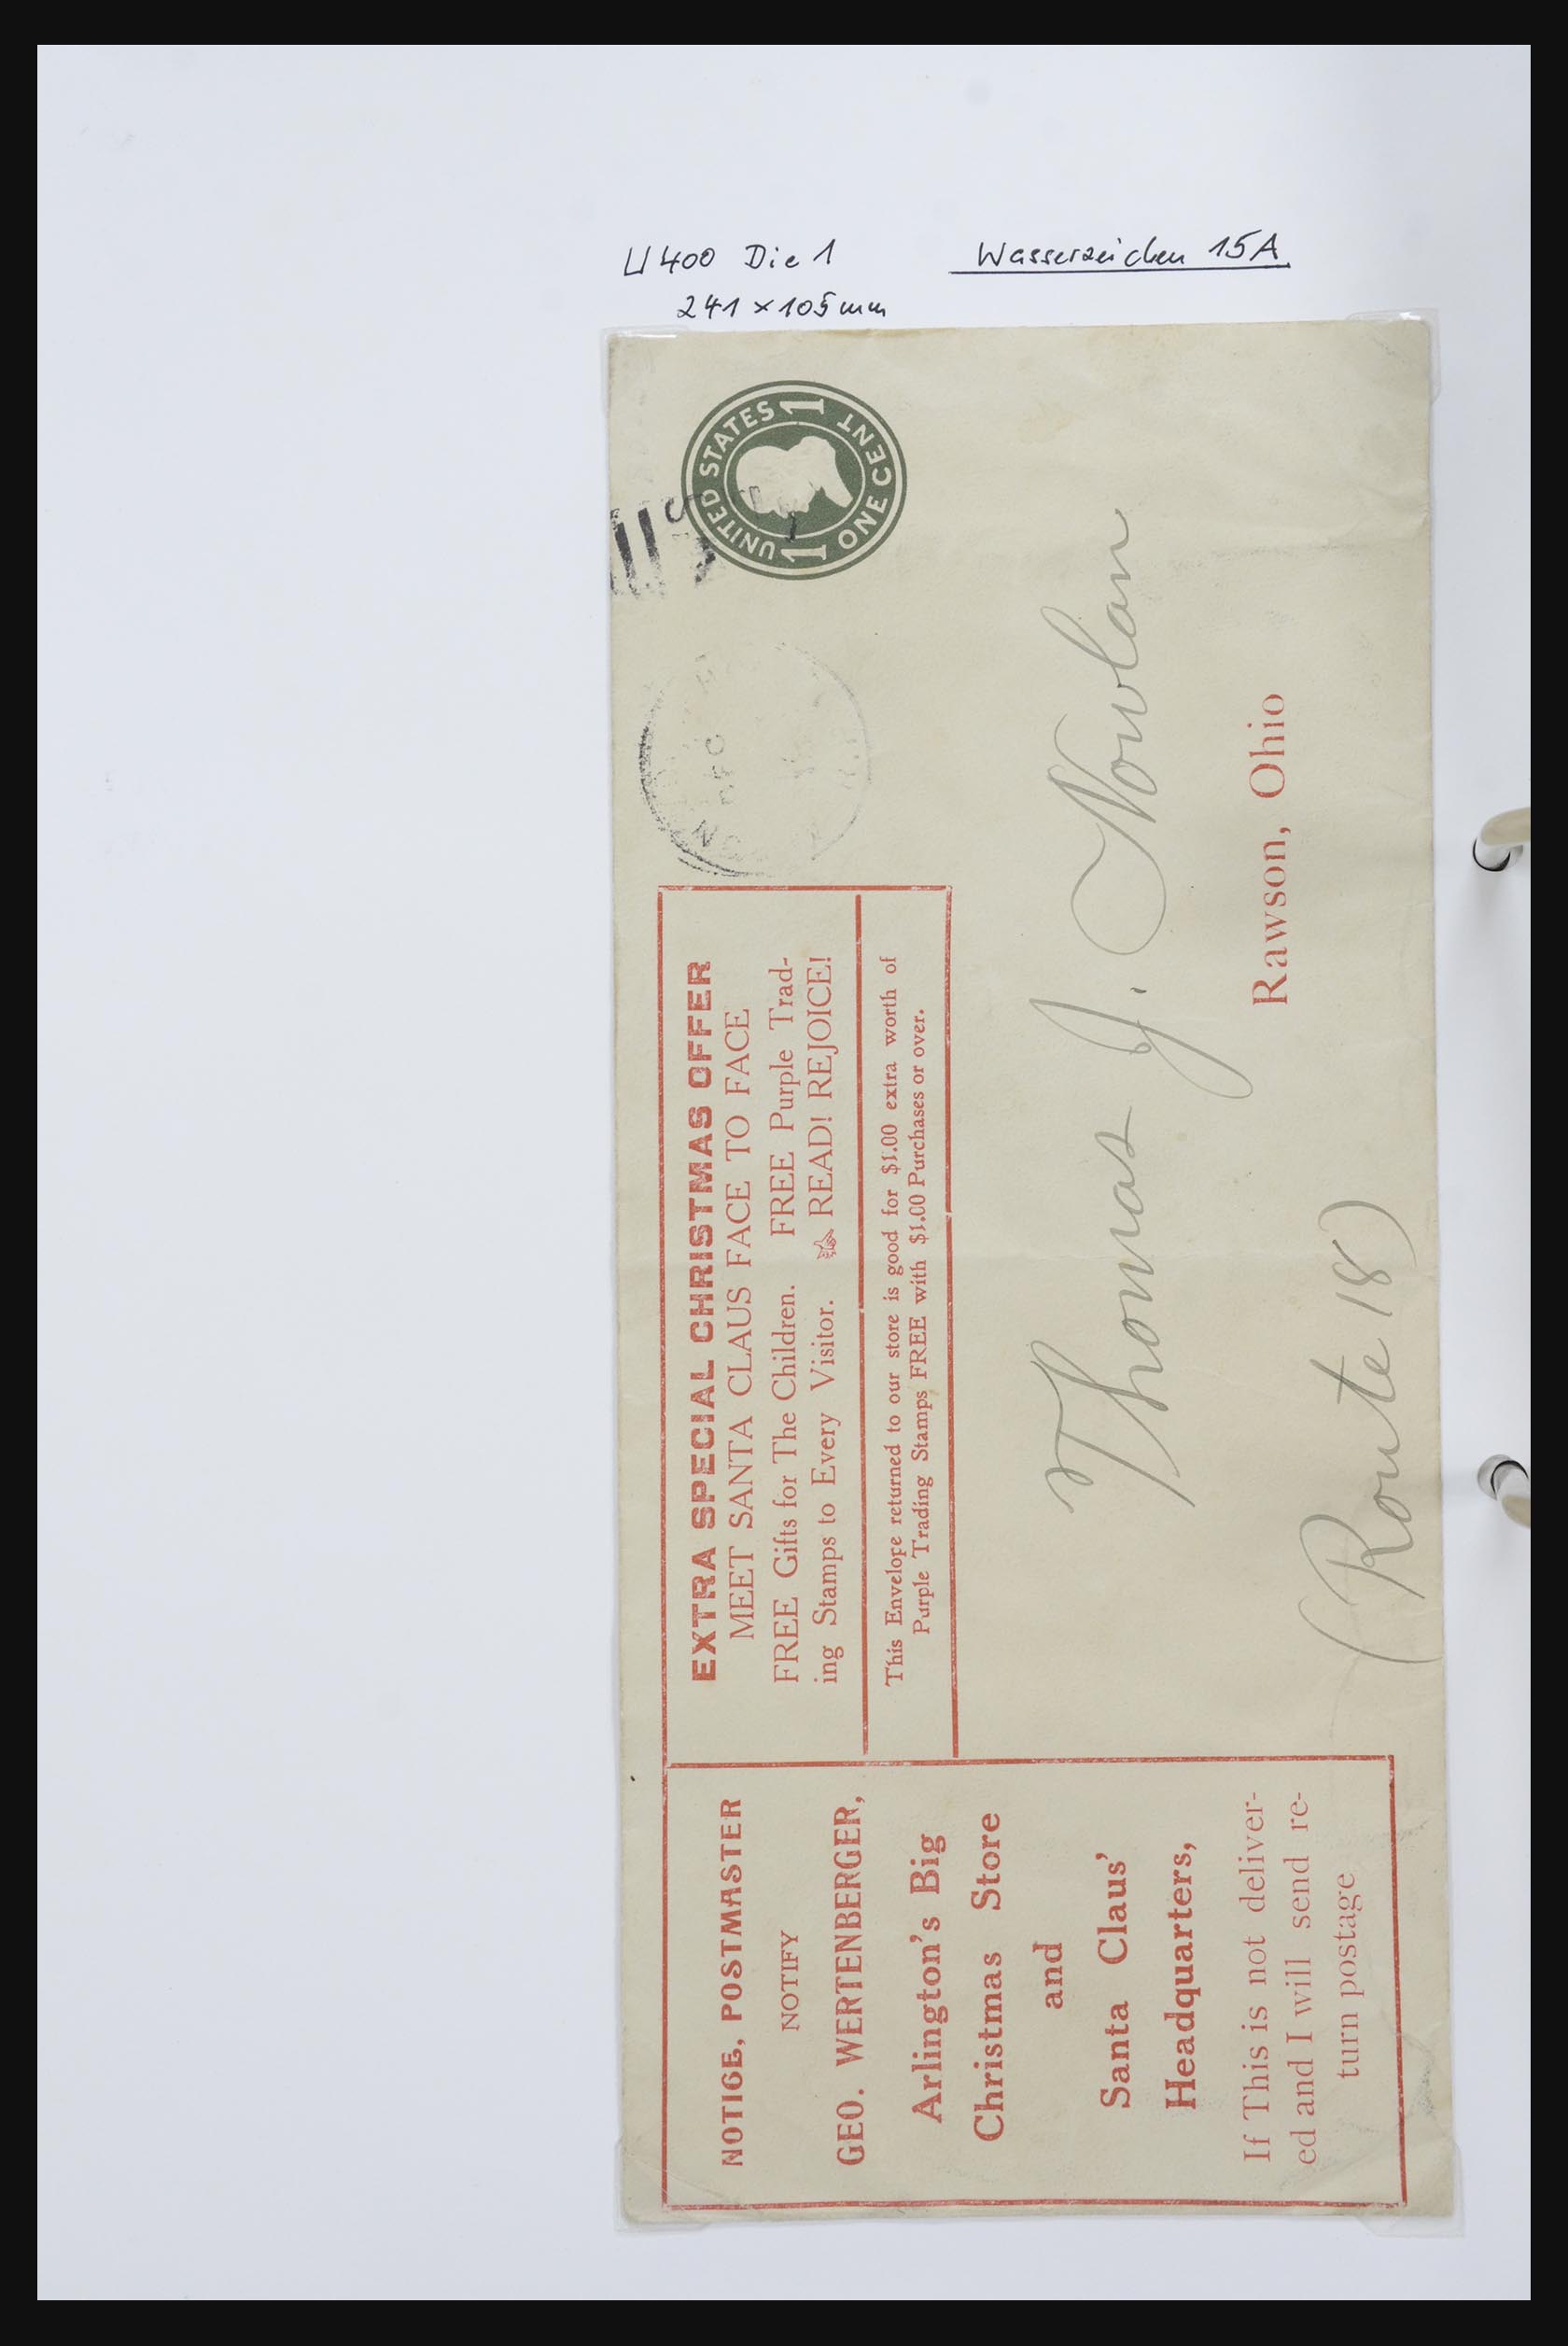 U400 Die 1
Wasserzeichen 15A
241 x 105 mm
NOTICE, POSTMASTER
NOTIFY
GEO. WERTENBERGER,
Arlington's Big
Christmas Store
and
Santa Claus'
Headquarters,
If This is not deliver-
ed and I will send re-
turn postage
EXTRA SPECIAL CHRISTMAS OFFER
MEET SANTA CLAUS FACE TO FACE
FREE Gifts for The Children. FREE Purple Trad-
ing Stamps to Every Visitor. READ! REJOICE!
This Envelope returned to our store is good for $1.00 extra worth of
Purple Trading Stamps FREE with $1.00 Purchases or over.
DEC
UNITED STATES
1 1
ONE CENT
Thomas J. Nowlan
Rawson, Ohio
(Route 18)